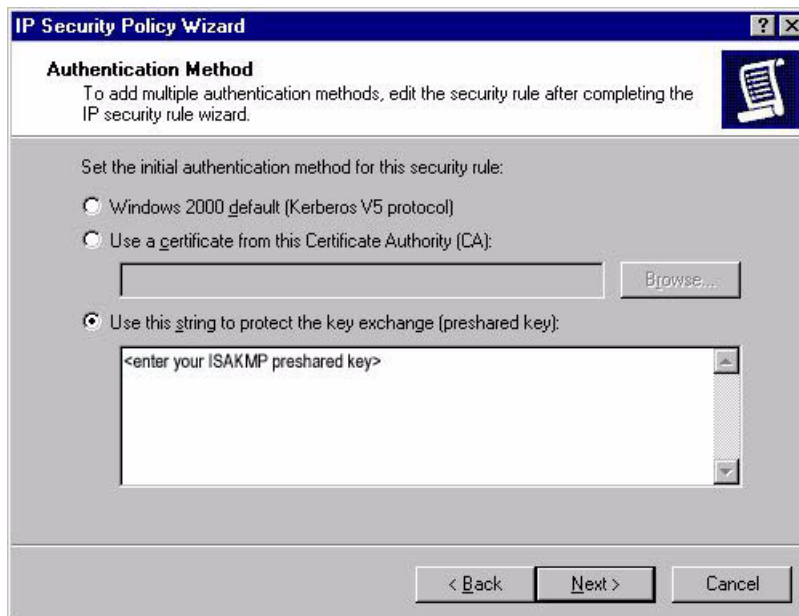 IP Security Policy Wizard
Authentication Method
To add multiple authentication methods, edit the security rule after completing the
IP security rule wizard.
Set the initial authentication method for this security rule:
Windows 2000 default (Kerberos V5 protocol)
Use a certificate from this Certificate Authority (CA):
Browse...
Use this string to protect the key exchange (preshared key):
<enter your ISAKMP preshared key>
< Back Next > Cancel